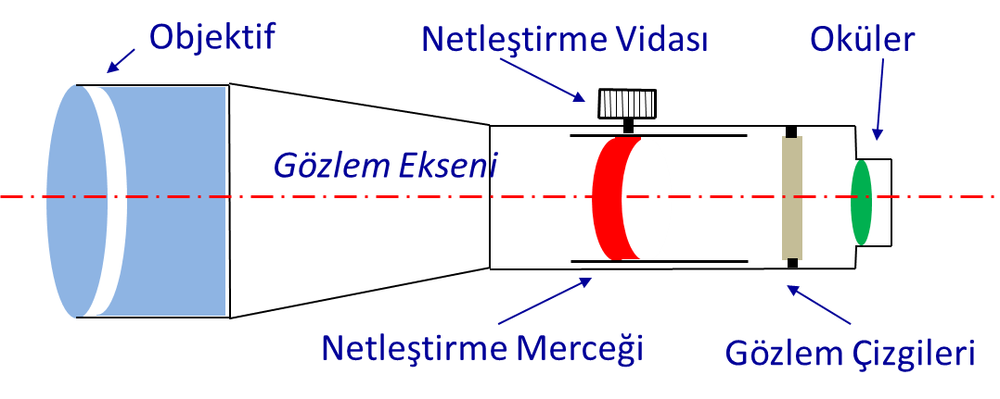 Objektif
Netleştirme Vidası
Oküler
Gözlem Ekseni
Netleştirme Merceği
Gözlem Çizgileri